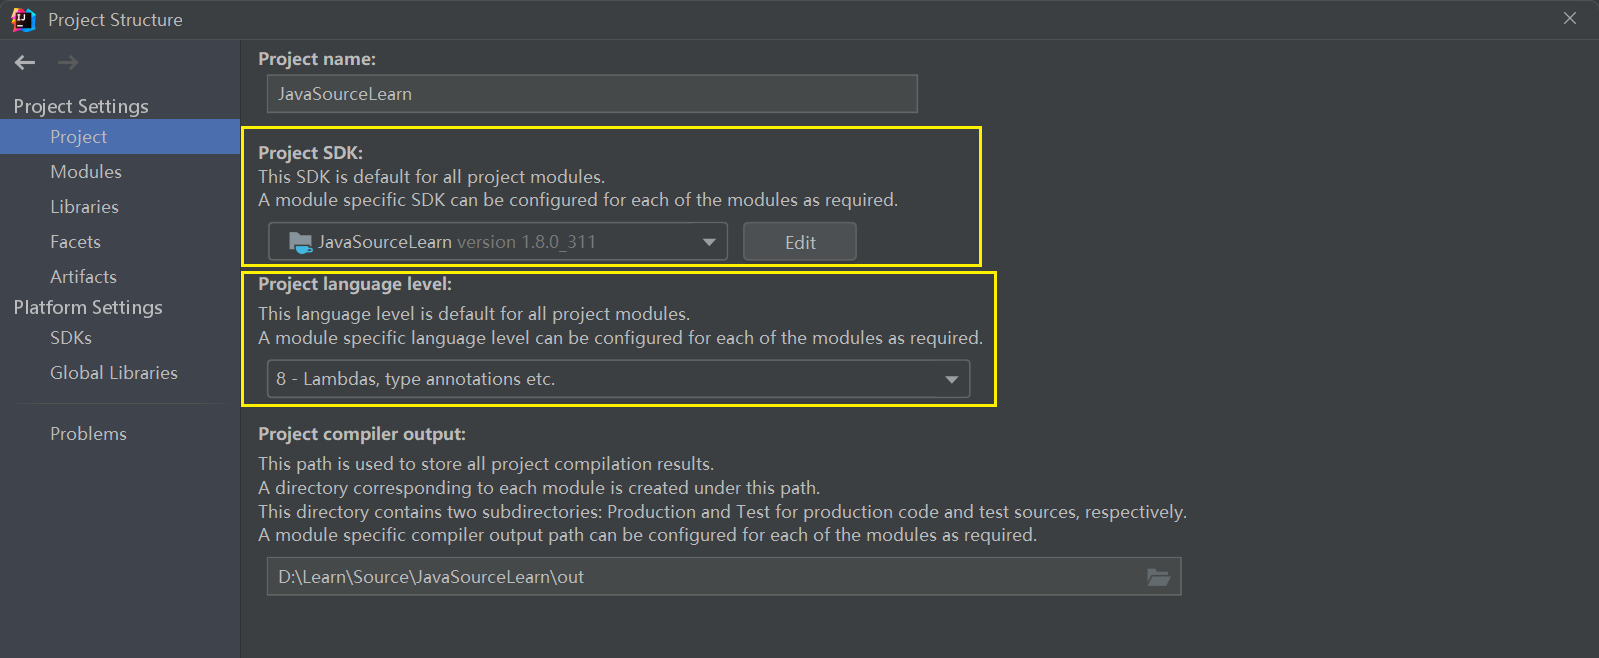 Project Structure
Project Settings
Project
Modules
Libraries
Facets
Artifacts
Platform Settings
SDKs
Global Libraries
Problems
Project name:
JavaSourceLearn
Project SDK:
This SDK is default for all project modules.
A module specific SDK can be configured for each of the modules as required.
JavaSourceLearn version 1.8.0_311
Edit
Project language level:
This language level is default for all project modules.
A module specific language level can be configured for each of the modules as required.
8 - Lambdas, type annotations etc.
Project compiler output:
This path is used to store all project compilation results.
A directory corresponding to each module is created under this path.
This directory contains two subdirectories: Production and Test for production code and test sources, respectively.
A module specific compiler output path can be configured for each of the modules as required.
D:\Learn\Source\JavaSourceLearn\out